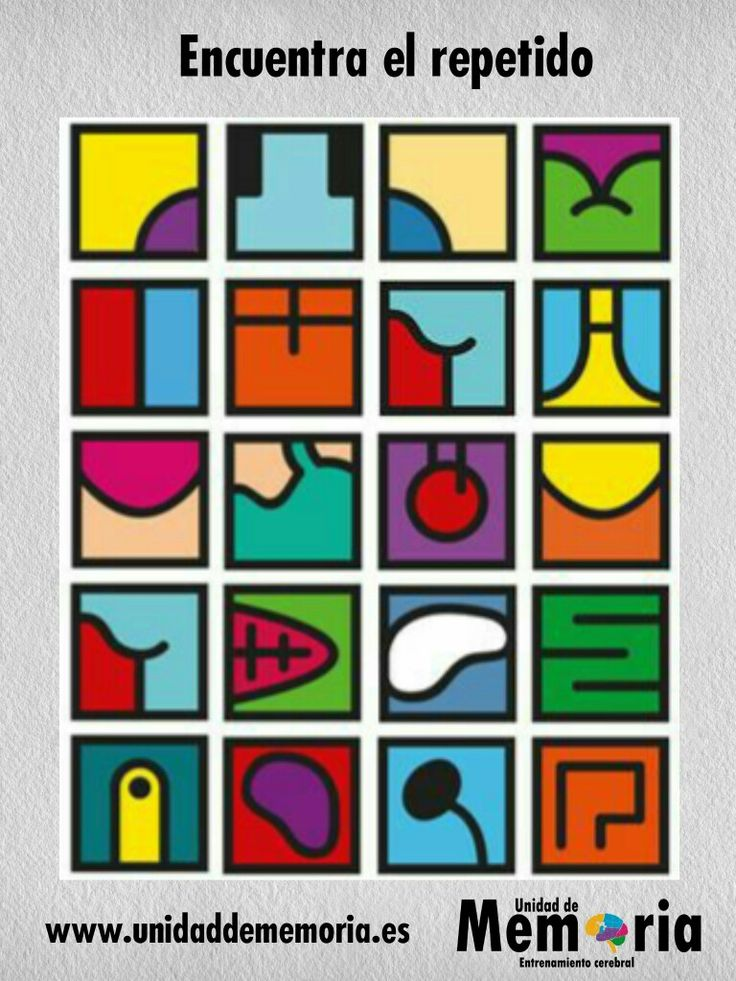 Encuentra el repetido
www.unidaddememoria.es
Unidad de
Memoria
Entrenamiento cerebral